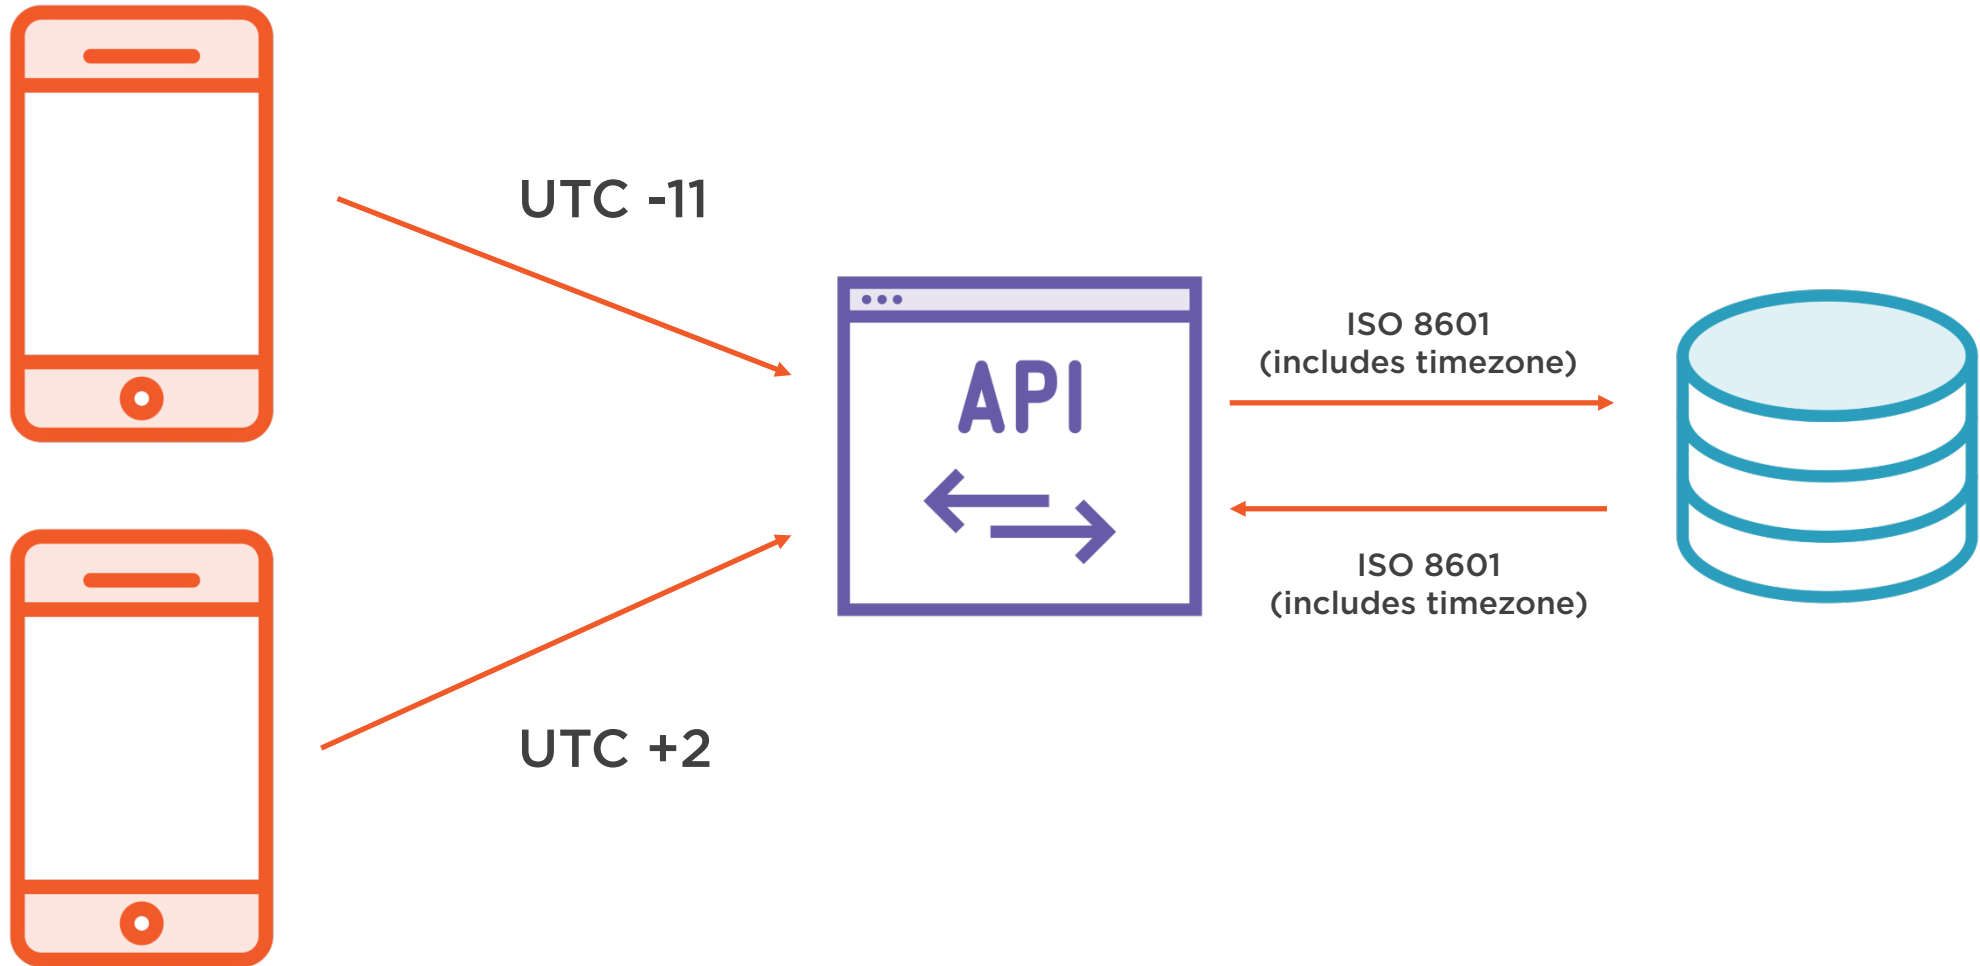 UTC -11
ISO 8601
(includes timezone)
API
ISO 8601
(includes timezone)
UTC +2